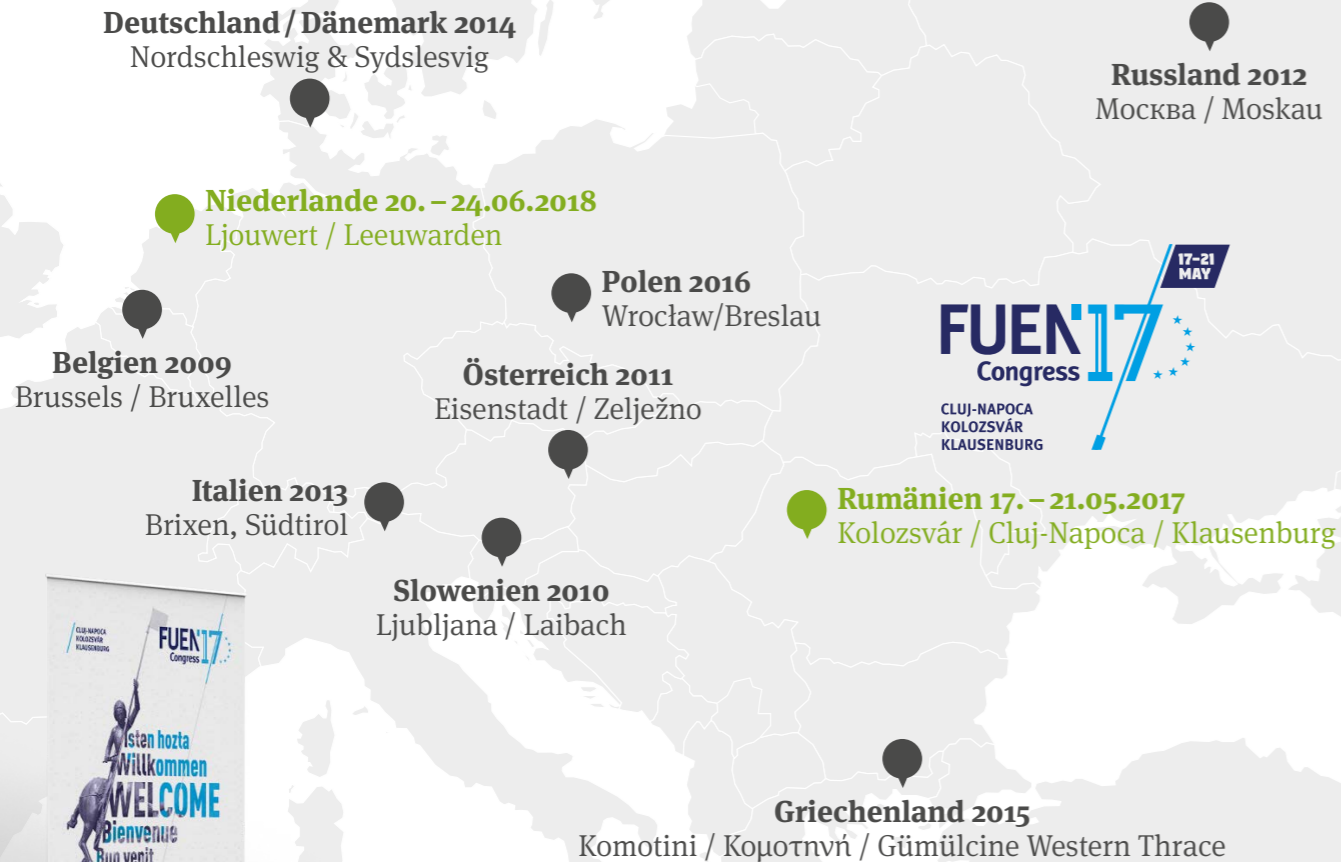 Deutschland / Dänemark 2014
Nordschleswig & Sydslesvig
Russland 2012
Москва / Moskau
Niederlande 20. – 24.06.2018
Ljouwert / Leeuwarden
Polen 2016
Wrocław/Breslau
17–21
MAY
FUEN'17
Congress
CLUJ-NAPOCA
KOLOZSVÁR
KLAUSENBURG
Belgien 2009
Brussels / Bruxelles
Österreich 2011
Eisenstadt / Zelježno
Italien 2013
Brixen, Südtirol
Rumänien 17. – 21.05.2017
Kolozsvár / Cluj-Napoca / Klausenburg
Slowenien 2010
Ljubljana / Laibach
CLUJ-NAPOCA
KOLOZSVÁR
KLAUSENBURG
FUEN'17
Congress
Isten hozta
Willkommen
WELCOME
Bienvenue
Bun venit
Griechenland 2015
Komotini / Κομοτηνή / Gümülcine Western Thrace